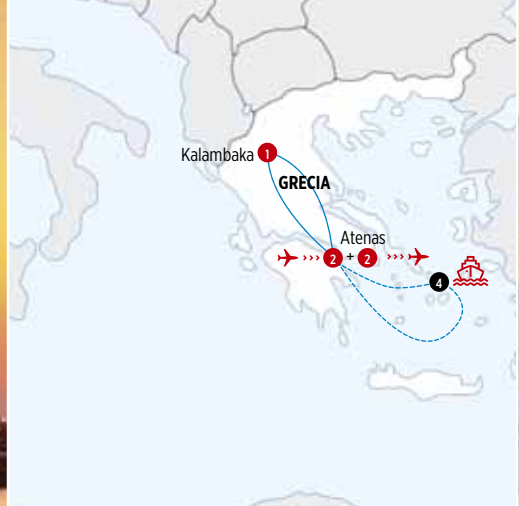 Kalambaka 1
GRECIA
Atenas
››› 2 + 2 ›››
4